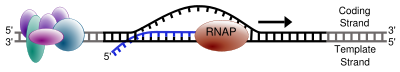 Coding
Strand
5' 3'
3' 5'
RNAP
5'
Template
Strand